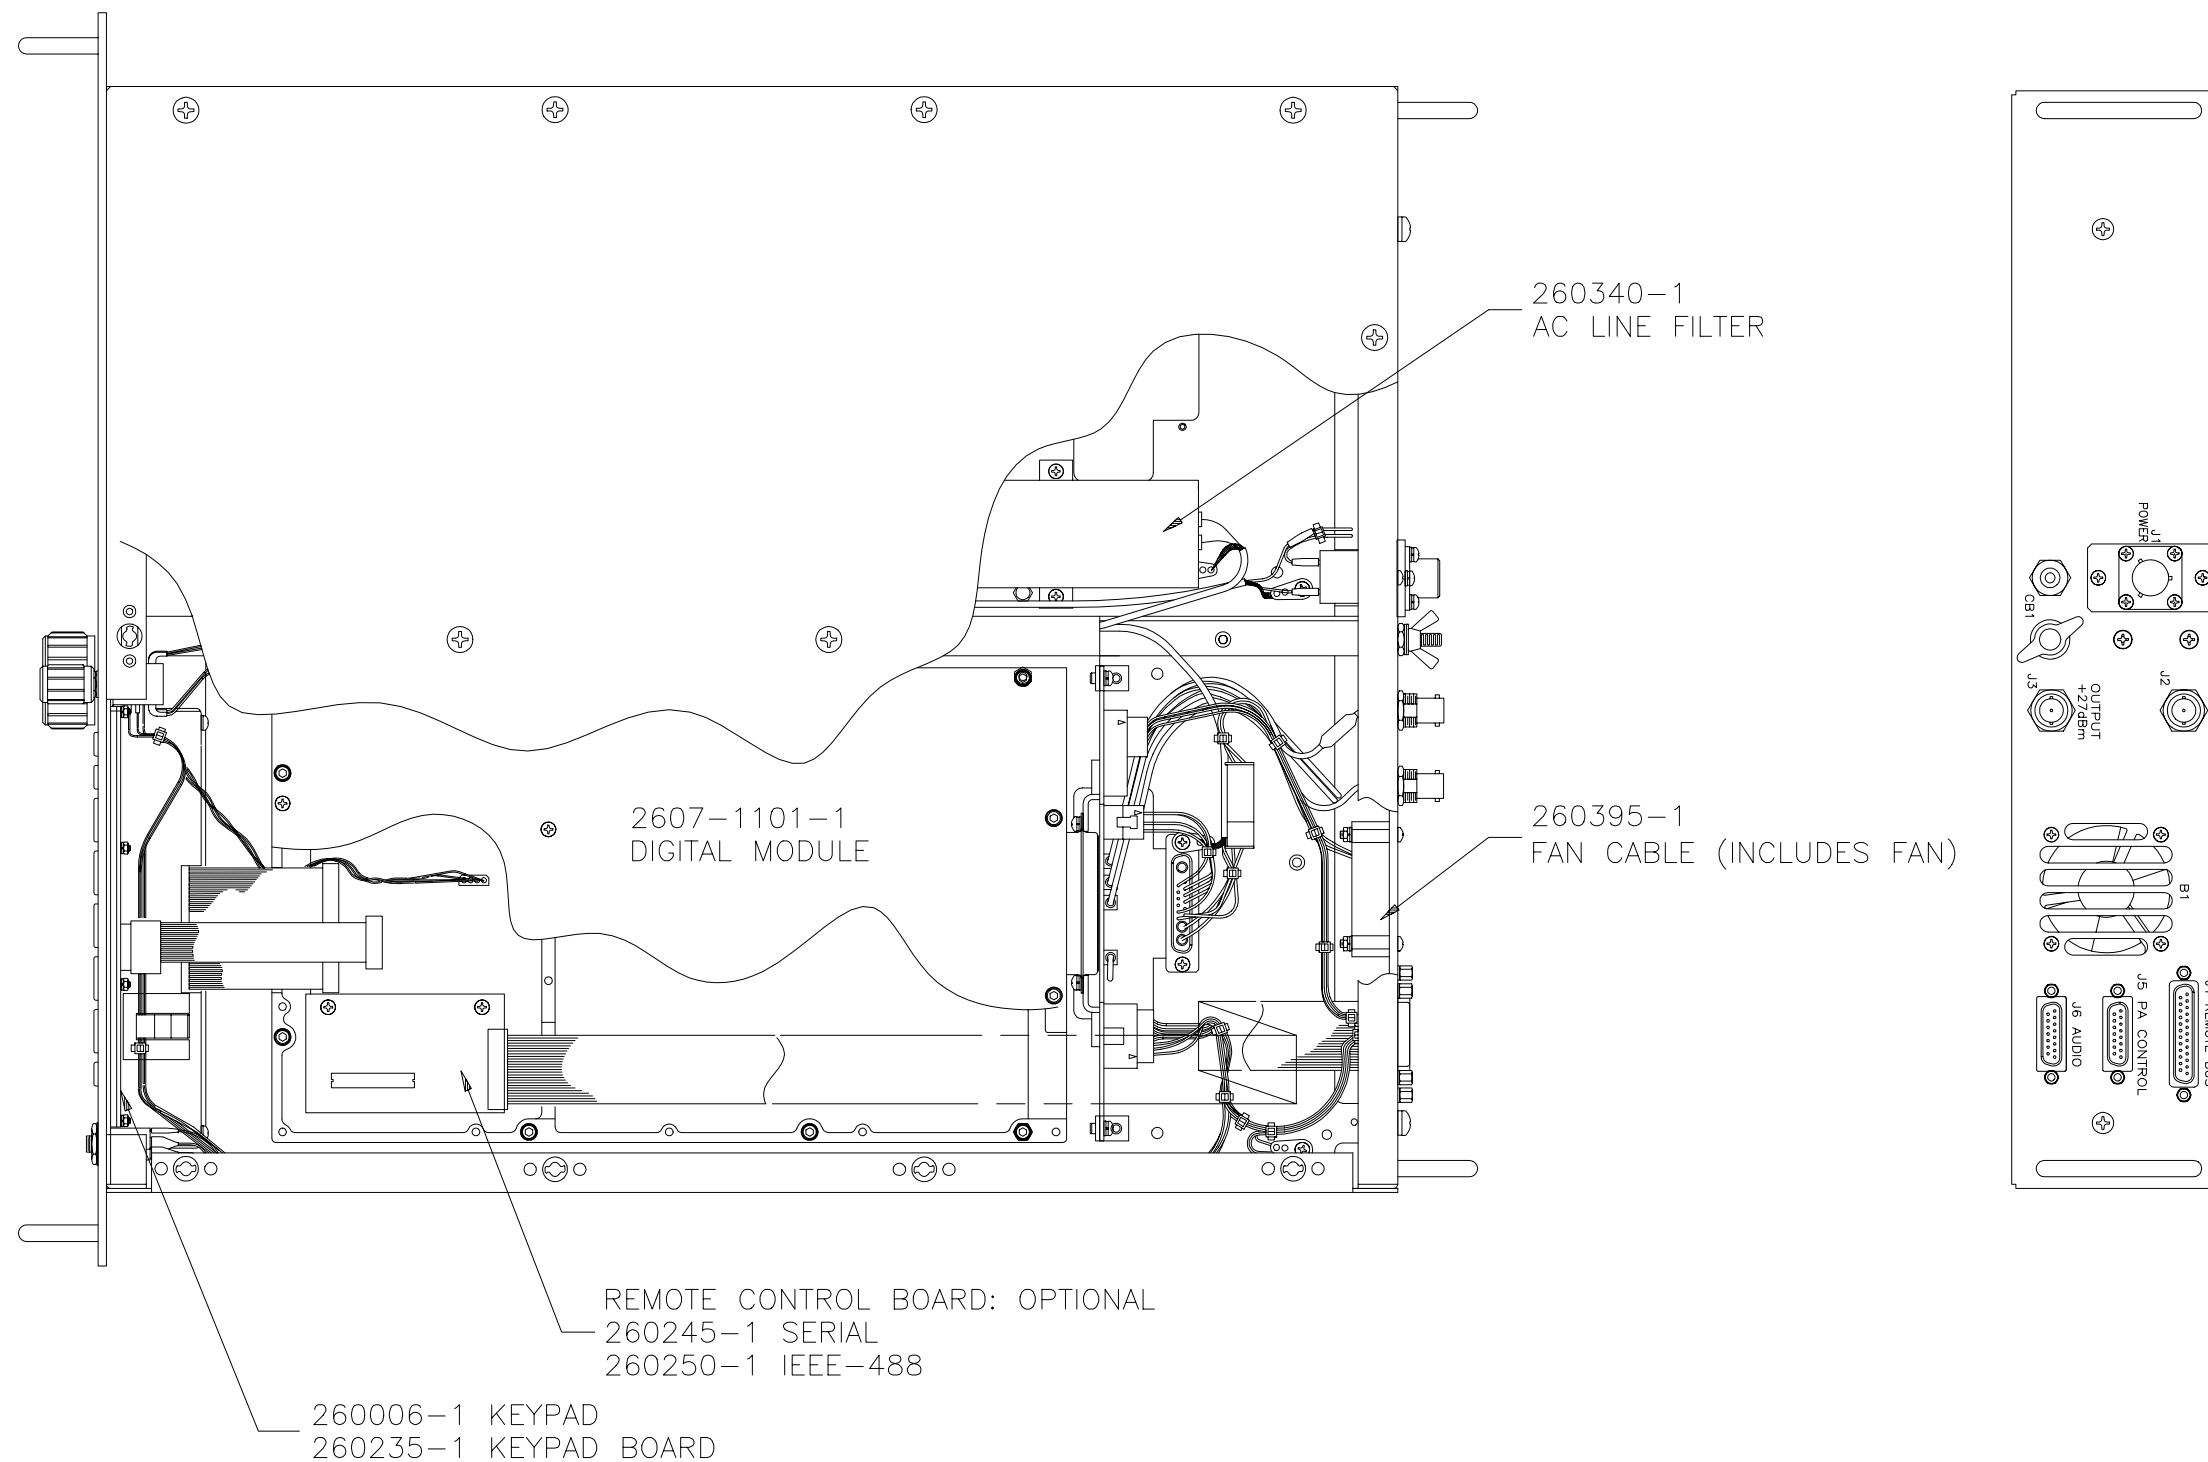 260340-1
AC LINE FILTER
2607-1101-1
DIGITAL MODULE
260395-1
FAN CABLE (INCLUDES FAN)
REMOTE CONTROL BOARD: OPTIONAL
260245-1 SERIAL
260250-1 IEEE-488
260006-1 KEYPAD
260235-1 KEYPAD BOARD
J1
POWER
CB1
J3
OUTPUT
+27dBm
J2
B1
J6 AUDIO
J5 PA CONTROL